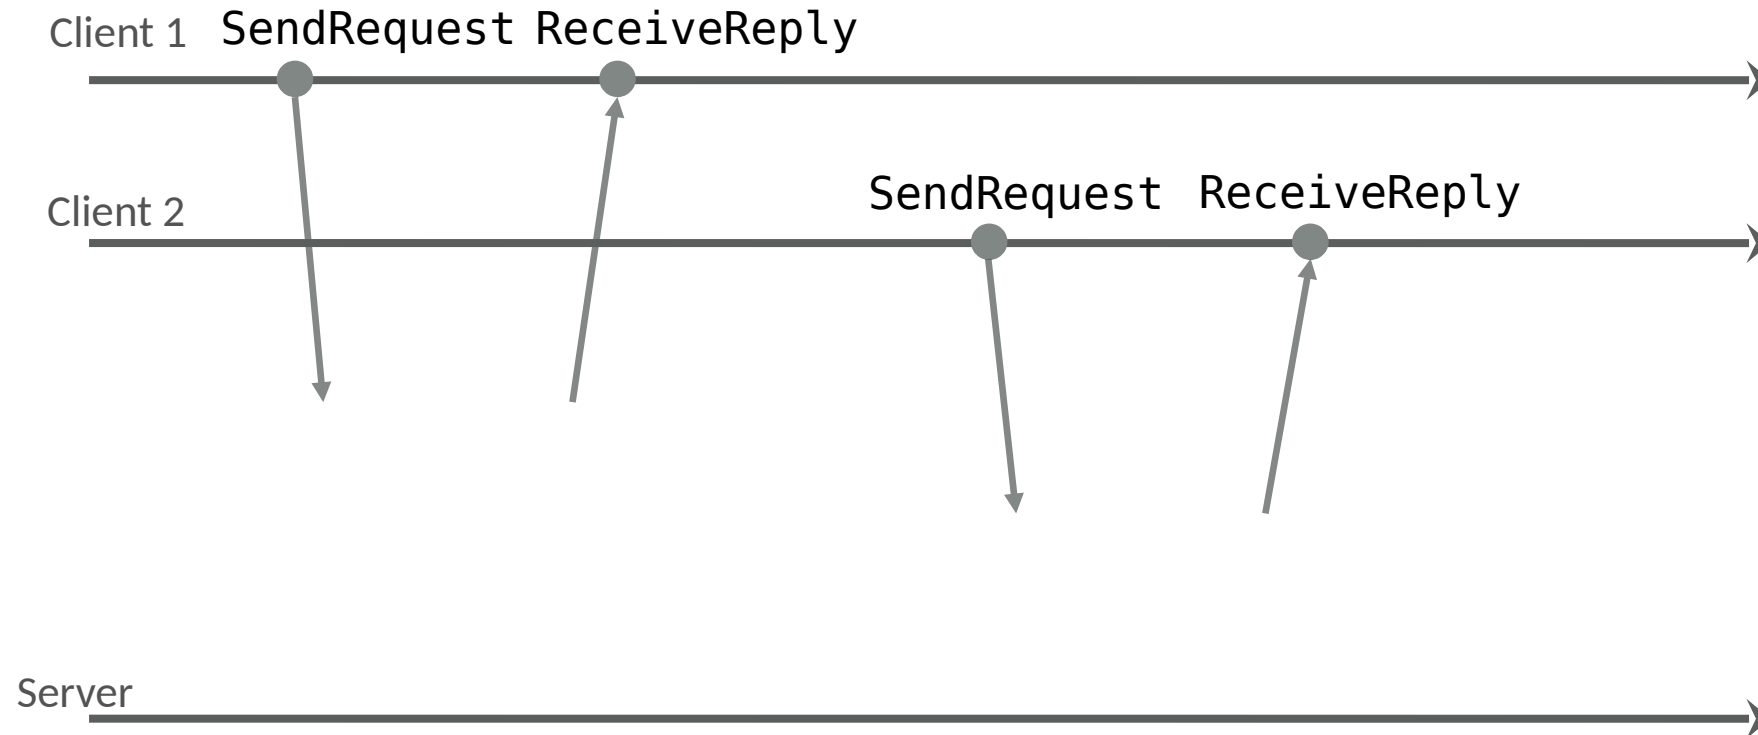 Client 1 SendRequest ReceiveReply
Client 2 SendRequest ReceiveReply
Server